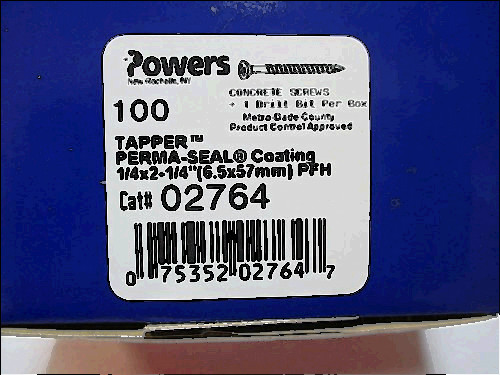 Powers
New Rochelle, NY
CONCRETE SCREWS
+ 1 Drill Bit Per Box
100
Metro-Dade County
Product Control Approved
TAPPER™
PERMA-SEAL® Coating
1/4x2-1/4"(6.5x57mm) PFH
Cat# 02764
0 75352 02764 7